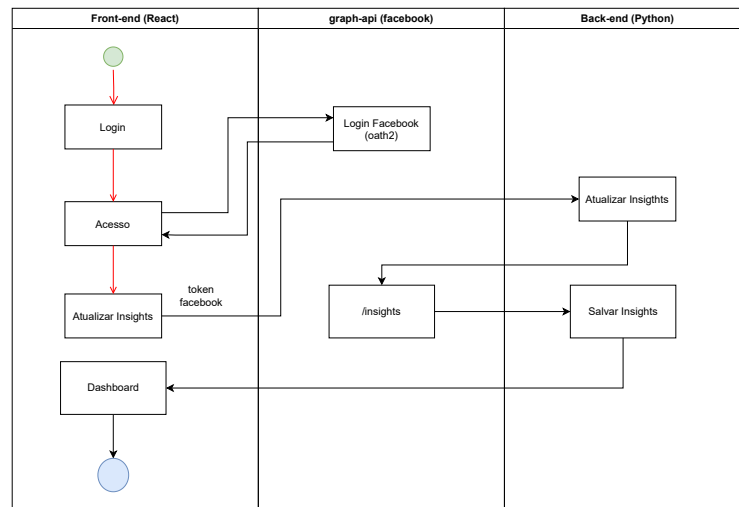 Front-end (React)
graph-api (facebook)
Back-end (Python)
Login
Login Facebook
(oath2)
Acesso
Atualizar Insigthts
Atualizar Insights
token
facebook
/insights
Salvar Insights
Dashboard